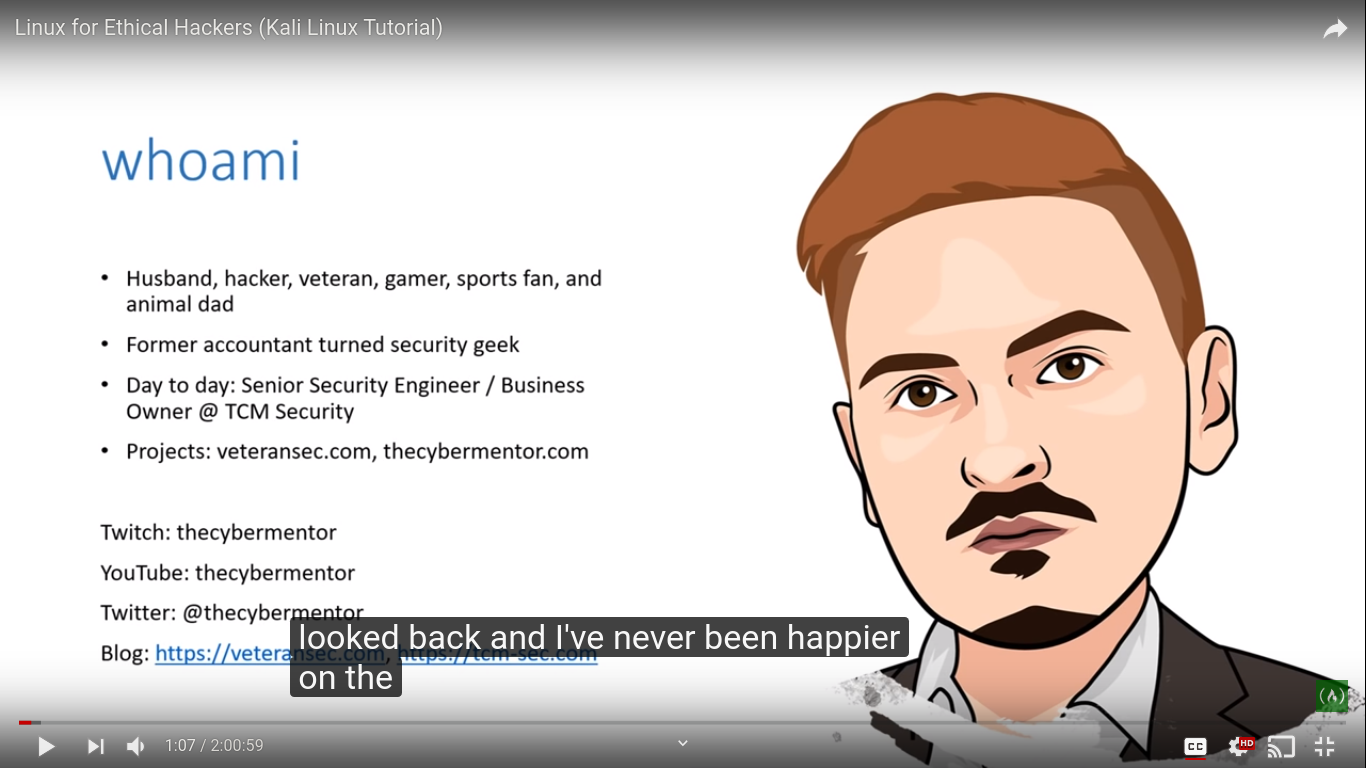 Linux for Ethical Hackers (Kali Linux Tutorial)
whoami
• Husband, hacker, veteran, gamer, sports fan, and
animal dad
• Former accountant turned security geek
• Day to day: Senior Security Engineer / Business
Owner @ TCM Security
• Projects: veteransec.com, thecybermentor.com
Twitch: thecybermentor
YouTube: thecybermentor
Twitter: @thecybermentor
Blog: https://veteransec.com, https://tcm-sec.com
looked back and I've never been happier
on the
1:07 / 2:00:59
CC
HD